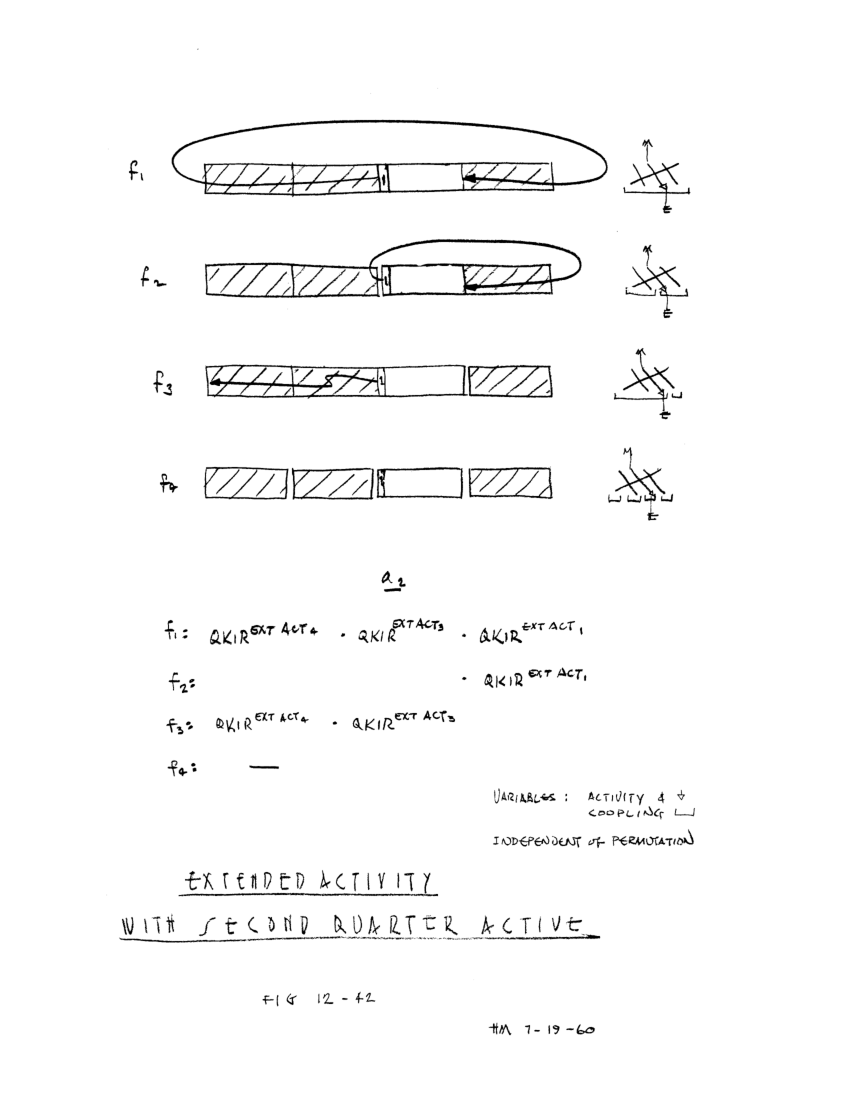 f₁
M
E
f₂
M
E
f₃
M
E
f₄
M
E
a₂
f₁: QKIR^EXT ACT₄ · QKIR^EXT ACT₃ · QKIR^EXT ACT₁
f₂: · QKIR^EXT ACT₁
f₃: QKIR^EXT ACT₄ · QKIR^EXT ACT₃
f₄: —
VARIABLES: ACTIVITY &
COUPLING
INDEPENDENT OF PERMUTATION
EXTENDED ACTIVITY
WITH SECOND QUARTER ACTIVE
FIG 12-42
HM 7-19-60